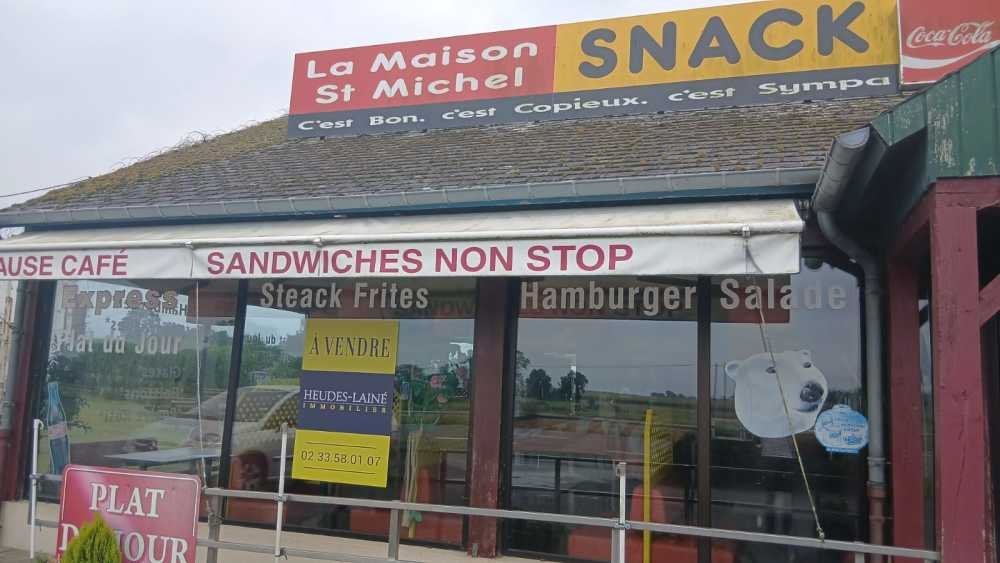 La Maison
St Michel
SNACK
C'est Bon. c'est Copieux. c'est Sympa
Coca-Cola
AUSE CAFÉ
SANDWICHES NON STOP
Express
Steack Frites
Hamburger
Salade
Plat du Jour
À VENDRE
HEUDES-LAINÉ
IMMOBILIER
02 33.58.01 07
PLAT
DU JOUR